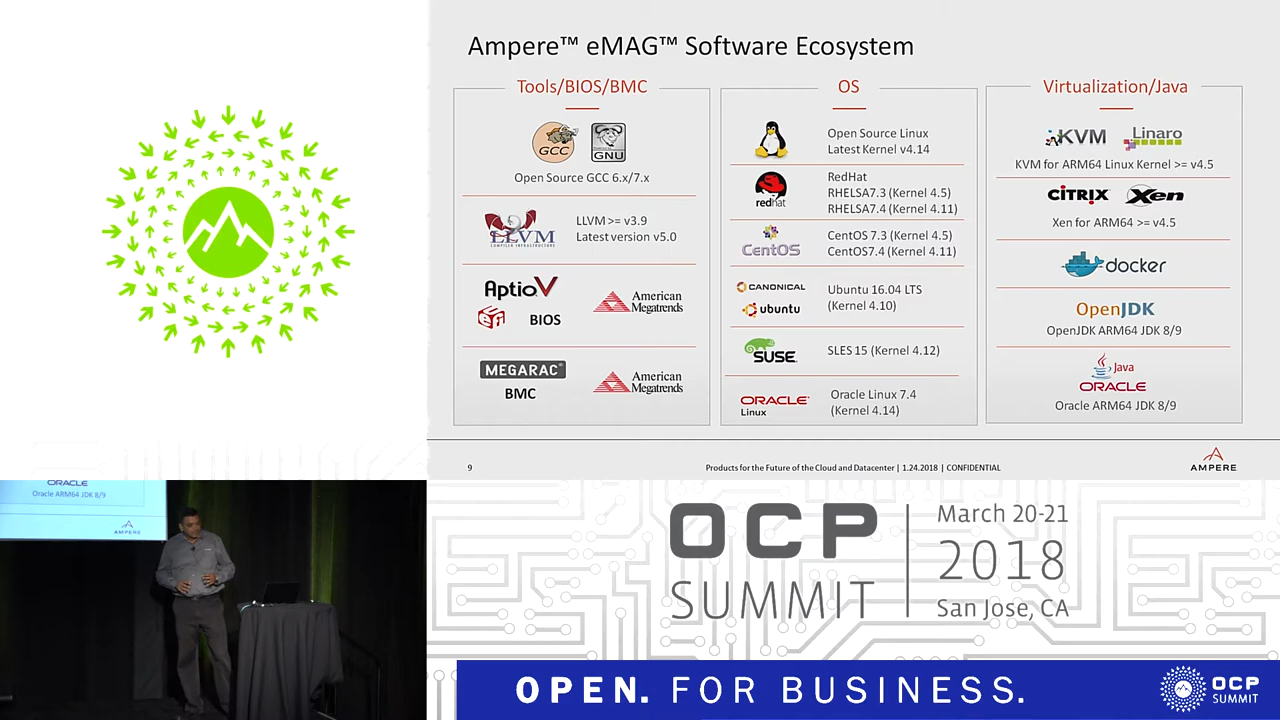 Ampere™ eMAG™ Software Ecosystem
Tools/BIOS/BMC
GCC
GNU
Open Source GCC 6.x/7.x
LLVM
COMPILER INFRASTRUCTURE
LLVM >= v3.9
Latest version v5.0
Aptio V
BIOS
American
Megatrends
MEGARAC
BMC
American
Megatrends
OS
Open Source Linux
Latest Kernel v4.14
redhat
RedHat
RHELSA7.3 (Kernel 4.5)
RHELSA7.4 (Kernel 4.11)
CentOS
CentOS 7.3 (Kernel 4.5)
CentOS7.4 (Kernel 4.11)
CANONICAL
ubuntu
Ubuntu 16.04 LTS
(Kernel 4.10)
SUSE
SLES 15 (Kernel 4.12)
ORACLE
Linux
Oracle Linux 7.4
(Kernel 4.14)
Virtualization/Java
KVM
Linaro
KVM for ARM64 Linux Kernel >= v4.5
CITRIX
Xen
Xen for ARM64 >= v4.5
docker
OpenJDK
OpenJDK ARM64 JDK 8/9
Java
ORACLE
Oracle ARM64 JDK 8/9
9
Products for the Future of the Cloud and Datacenter | 1.24.2018 | CONFIDENTIAL
AMPERE
ORACLE
Oracle ARM64 JDK 8/9
AMPERE
OCP
SUMMIT
March 20-21
2018
San Jose, CA
OPEN. FOR BUSINESS.
OCP
SUMMIT